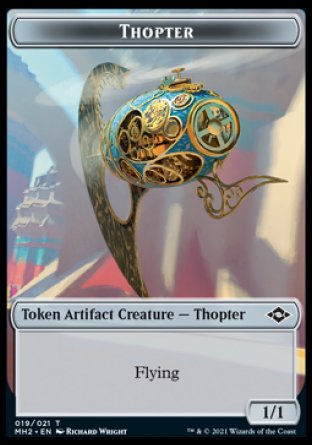 Thopter
Token Artifact Creature — Thopter
Flying
1/1
019/021 T
MH2 • EN Richard Wright
™ & © 2021 Wizards of the Coast